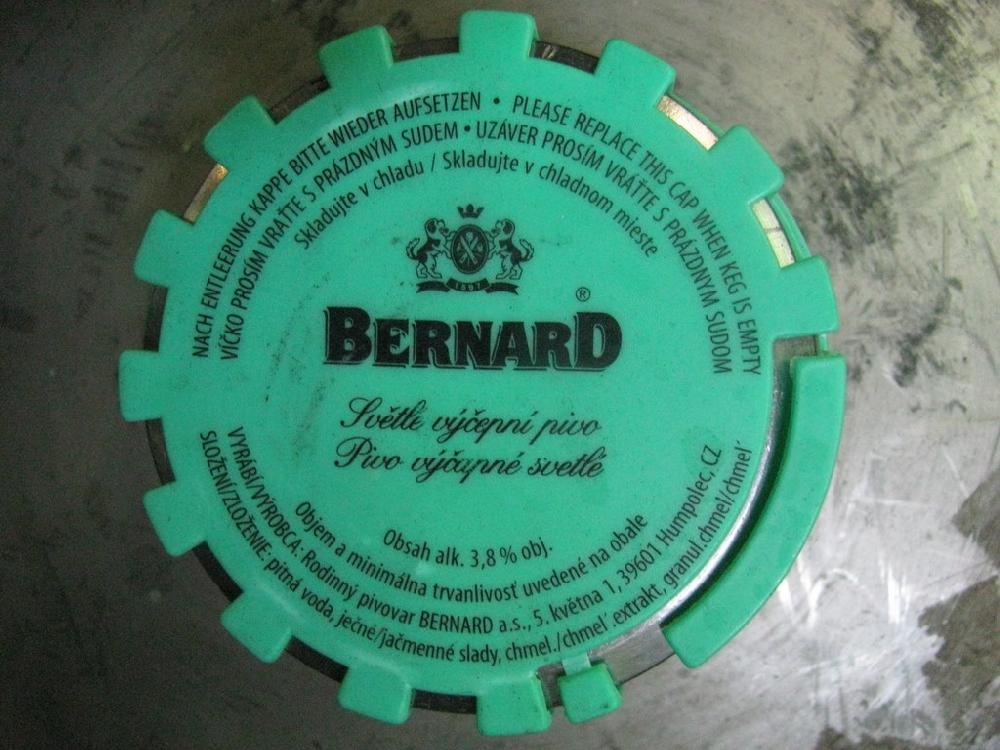 NACH ENTLEERUNG KAPPE BITTE WIEDER AUFSETZEN • PLEASE REPLACE THIS CAP WHEN KEG IS EMPTY
VÍČKO PROSÍM VRAŤTE S PRÁZDNÝM SUDEM • UZÁVER PROSÍM VRÁŤTE S PRÁZDNYM SUDOM
Skladujte v chladu / Skladujte v chladnom mieste
1597
BERNARD ®
Světlé výčepní pivo
Pivo výčapné svetlé
Obsah alk. 3,8 % obj.
Objem a minimálna trvanlivosť uvedené na obale
VYRÁBÍ/VÝROBCA: Rodinný pivovar BERNARD a.s., 5. května 1, 39601 Humpolec, CZ
SLOŽENÍ/ZLOŽENIE: pitná voda, ječné/jačmenné slady, chmel./chmeľ. extrakt, granul.chmel/chmeľ